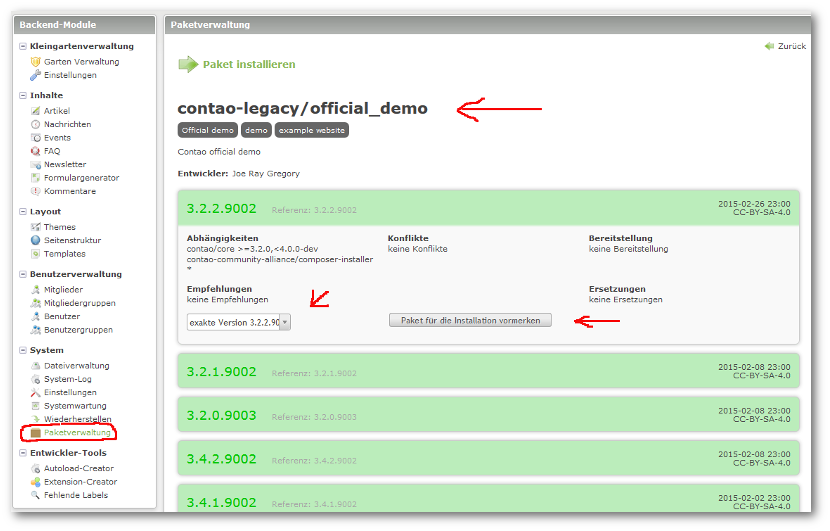 Backend-Module
Kleingartenverwaltung
Garten Verwaltung
Einstellungen
Inhalte
Artikel
Nachrichten
Events
FAQ
Newsletter
Formulargenerator
Kommentare
Layout
Themes
Seitenstruktur
Templates
Benutzerverwaltung
Mitglieder
Mitgliedergruppen
Benutzer
Benutzergruppen
System
Dateiverwaltung
System-Log
Einstellungen
Systemwartung
Wiederherstellen
Paketverwaltung
Entwickler-Tools
Autoload-Creator
Extension-Creator
Fehlende Labels
Paketverwaltung
Zurück
Paket installieren
contao-legacy/official_demo
Official demo demo example website
Contao official demo
Entwickler: Joe Ray Gregory
3.2.2.9002 Referenz: 3.2.2.9002
2015-02-26 23:00
CC-BY-SA-4.0
Abhängigkeiten
contao/core >=3.2.0,<4.0.0-dev
contao-community-alliance/composer-installer
*
Konflikte
keine Konflikte
Bereitstellung
keine Bereitstellung
Empfehlungen
keine Empfehlungen
Ersetzungen
keine Ersetzungen
exakte Version 3.2.2.90
Paket für die Installation vormerken
3.2.1.9002 Referenz: 3.2.1.9002
2015-02-08 23:00
CC-BY-SA-4.0
3.2.0.9003 Referenz: 3.2.0.9003
2015-02-08 23:00
CC-BY-SA-4.0
3.4.2.9002 Referenz: 3.4.2.9002
2015-02-08 23:00
CC-BY-SA-4.0
3.4.1.9002 Referenz: 3.4.1.9002
2015-02-02 23:00
CC-BY-SA-4.0